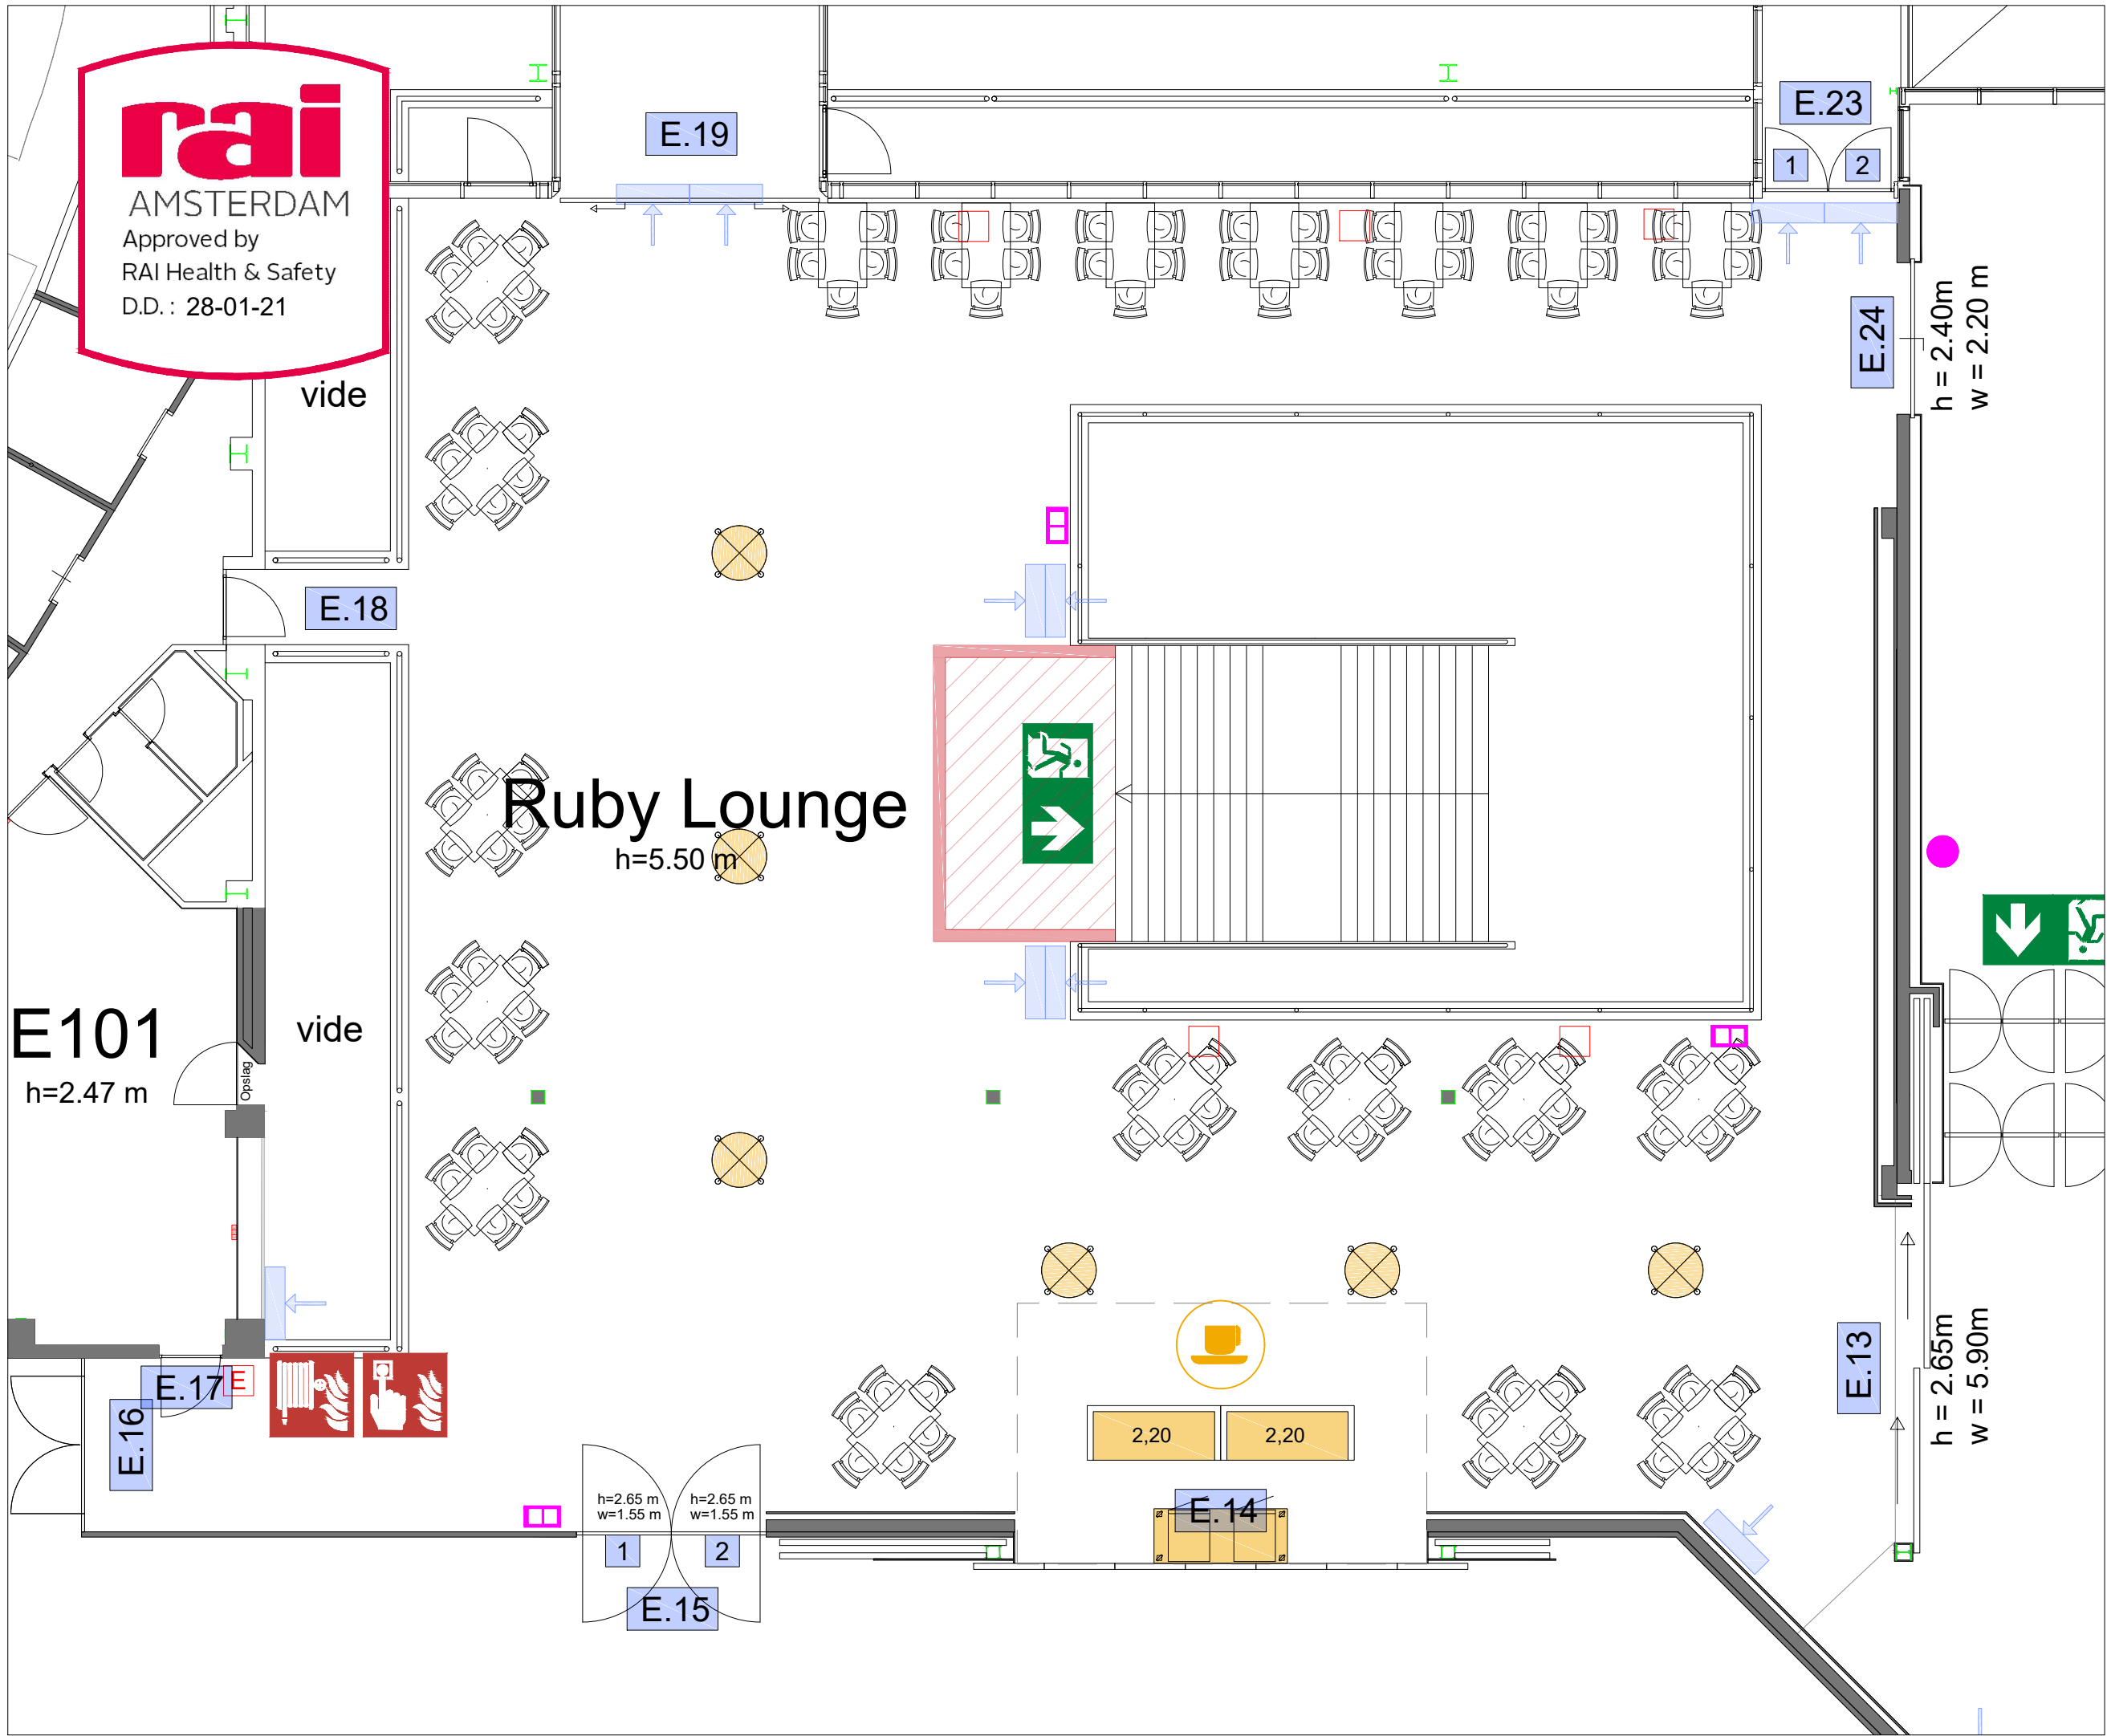 rai
AMSTERDAM
Approved by
RAI Health & Safety
D.D. : 28-01-21
E.19
E.23
1
2
E.24
h = 2.40m
w = 2.20 m
vide
E.18
Ruby Lounge
h=5.50 m
E101
h=2.47 m
Opslag
vide
E.17
E
E.16
E.13
h = 2.65m
w = 5.90m
2,20
2,20
E.14
h=2.65 m
w=1.55 m
h=2.65 m
w=1.55 m
1
2
E.15